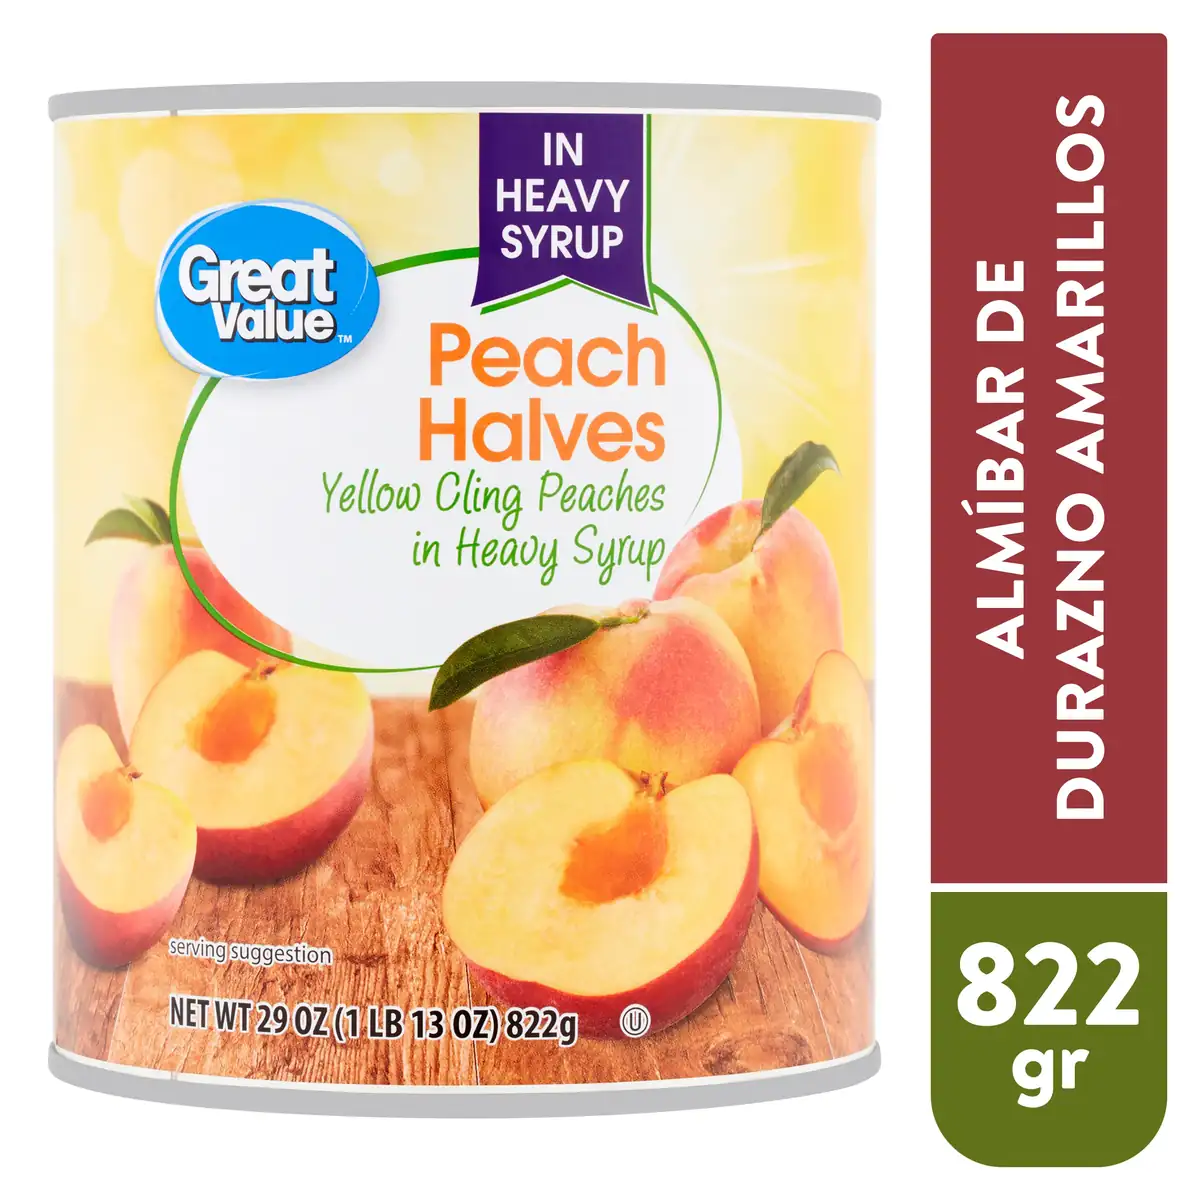 IN
HEAVY
SYRUP
Great
Value™
Peach
Halves
Yellow Cling Peaches
in Heavy Syrup
serving suggestion
NET WT 29 OZ (1 LB 13 OZ) 822g
U
ALMÍBAR DE
DURAZNO AMARILLOS
822
gr